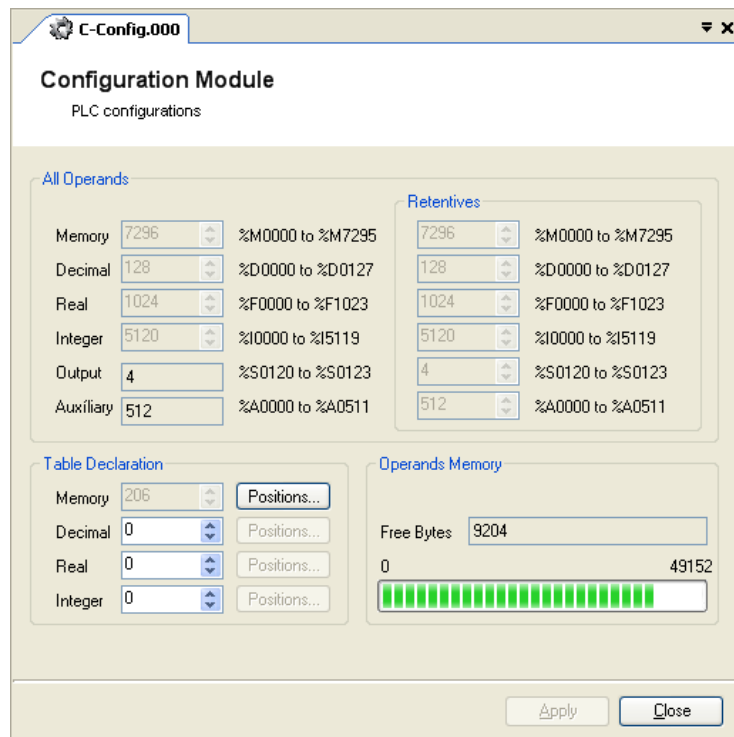 C-Config.000
Configuration Module
PLC configurations
All Operands
Memory 7296 %M0000 to %M7295
Decimal 128 %D0000 to %D0127
Real 1024 %F0000 to %F1023
Integer 5120 %I0000 to %I5119
Output 4 %S0120 to %S0123
Auxíliary 512 %A0000 to %A0511
Retentives
7296 %M0000 to %M7295
128 %D0000 to %D0127
1024 %F0000 to %F1023
5120 %I0000 to %I5119
4 %S0120 to %S0123
512 %A0000 to %A0511
Table Declaration
Memory 206 Positions...
Decimal 0 Positions...
Real 0 Positions...
Integer 0 Positions...
Operands Memory
Free Bytes 9204
0 49152
Apply Close